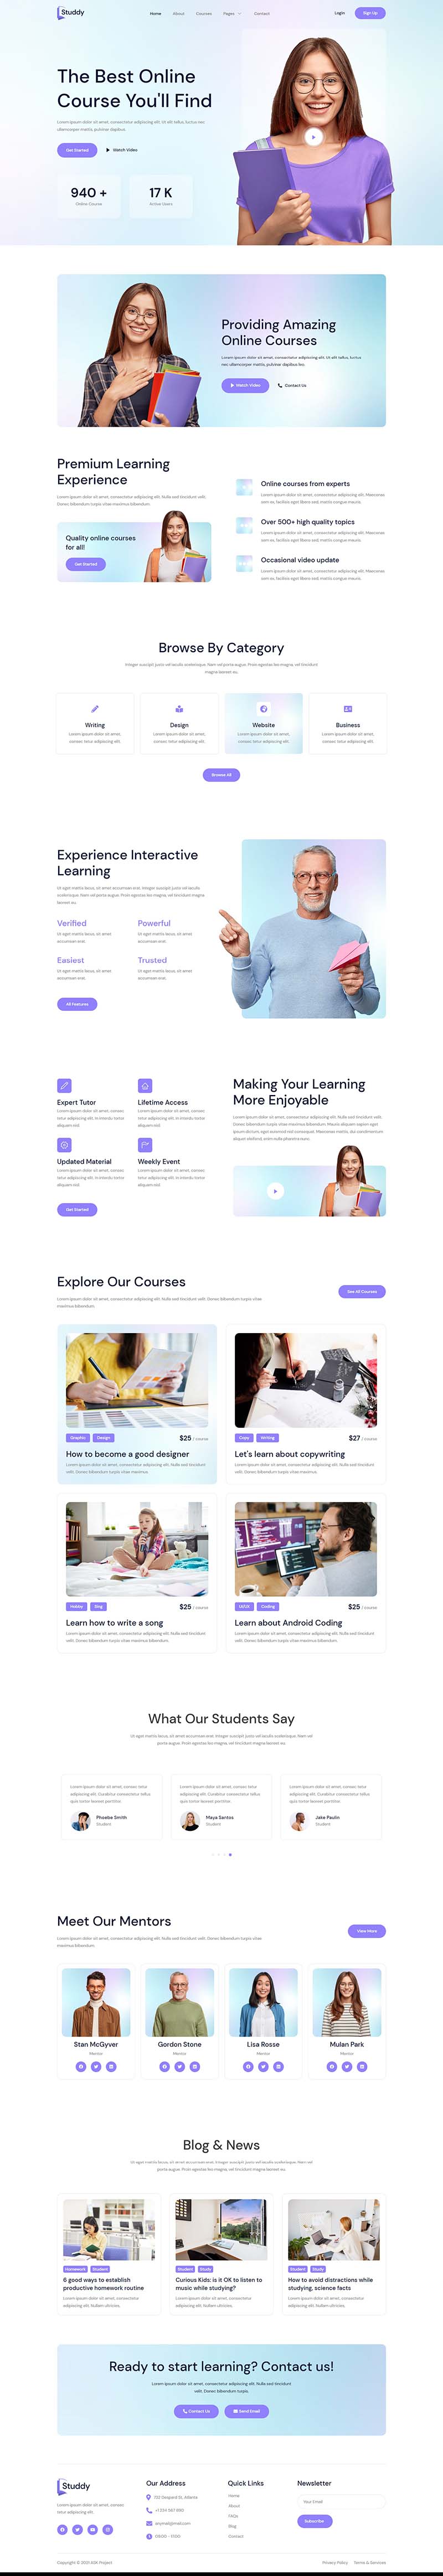 Studdy
Home About Courses Pages Contact
Login Sign Up
The Best Online
Course You'll Find
Lorem ipsum dolor sit amet, consectetur adipiscing elit. Ut elit tellus, luctus nec
ullamcorper mattis, pulvinar dapibus.
Get Started Watch Video
940 +
Online Course
17 K
Active Users
Providing Amazing
Online Courses
Lorem ipsum dolor sit amet, consectetur adipiscing elit. Ut elit tellus, luctus
nec ullamcorper mattis, pulvinar dapibus leo.
Watch Video Contact Us
Premium Learning
Experience
Lorem ipsum dolor sit amet, consectetur adipiscing elit. Nulla sed tincidunt velit.
Donec bibendum turpis vitae maximus bibendum.
Quality online courses
for all!
Get Started
Online courses from experts
Lorem ipsum dolor sit amet, consectetur adipiscing elit. Maecenas
sem ex, facilisis eget libero sed, mattis congue mauris.
Over 500+ high quality topics
Lorem ipsum dolor sit amet, consectetur adipiscing elit. Maecenas
sem ex, facilisis eget libero sed, mattis congue mauris.
Occasional video update
Lorem ipsum dolor sit amet, consectetur adipiscing elit. Maecenas
sem ex, facilisis eget libero sed, mattis congue mauris.
Browse By Category
Integer suscipit justo vel iaculis scelerisque. Nam vel porta augue. Proin egestas leo magna, vel tincidunt
magna laoreet eu.
Writing
Lorem ipsum dolor sit amet,
consec tetur adipiscing elit.
Design
Lorem ipsum dolor sit amet,
consec tetur adipiscing elit.
Website
Lorem ipsum dolor sit amet,
consec tetur adipiscing elit.
Business
Lorem ipsum dolor sit amet,
consec tetur adipiscing elit.
Browse All
Experience Interactive
Learning
Ut eget mattis lacus, sit amet accumsan erat. Integer suscipit justo vel iaculis
scelerisque. Nam vel porta augue. Proin egestas leo magna, vel tincidunt magna
laoreet eu.
Verified
Ut eget mattis lacus, sit amet
accumsan erat.
Powerful
Ut eget mattis lacus, sit amet
accumsan erat.
Easiest
Ut eget mattis lacus, sit amet
accumsan erat.
Trusted
Ut eget mattis lacus, sit amet
accumsan erat.
All Features
Expert Tutor
Lorem ipsum dolor sit amet, consec
tetur adipiscing elit. In interdu tortor
aliquam nisl.
Lifetime Access
Lorem ipsum dolor sit amet, consec
tetur adipiscing elit. In interdu tortor
aliquam nisl.
Updated Material
Lorem ipsum dolor sit amet, consec
tetur adipiscing elit. In interdu tortor
aliquam nisl.
Weekly Event
Lorem ipsum dolor sit amet, consec
tetur adipiscing elit. In interdu tortor
aliquam nisl.
Get Started
Making Your Learning
More Enjoyable
Lorem ipsum dolor sit amet, consectetur adipiscing elit. Nulla sed tincidunt velit.
Donec bibendum turpis vitae maximus bibendum. Mauris aliquam sapien eget
Explore Our Courses
Lorem ipsum dolor sit amet, consectetur adipiscing elit. Nulla sed tincidunt velit. Donec bibendum turpis vitae
maximus bibendum.
See All Courses
Graphic Design $25 / course
How to become a good designer
Lorem ipsum dolor sit amet, consectetur adipiscing elit. Nulla sed tincidunt
velit. Donec bibendum turpis vitae maximus.
Copy Writing $27 / course
Let's learn about copywriting
Lorem ipsum dolor sit amet, consectetur adipiscing elit. Nulla sed tincidunt
velit. Donec bibendum turpis vitae maximus.
Hobby Sing $25 / course
Learn how to write a song
Lorem ipsum dolor sit amet, consectetur adipiscing elit. Nulla sed tincidunt
velit. Donec bibendum turpis vitae maximus bibendum.
UI/UX Coding $25 / course
Learn about Android Coding
Lorem ipsum dolor sit amet, consectetur adipiscing elit. Nulla sed tincidunt
velit. Donec bibendum turpis vitae maximus bibendum.
What Our Students Say
Ut eget mattis lacus, sit amet accumsan erat. Integer suscipit justo vel iaculis scelerisque. Nam vel
porta augue. Proin egestas leo magna, vel tincidunt magna laoreet eu.
Lorem ipsum dolor sit amet, consec tetur
adipiscing elit. Curabitur consectetur tellus
quis tortor laoreet porttitor.
Phoebe Smith
Student
Lorem ipsum dolor sit amet, consec tetur
adipiscing elit. Curabitur consectetur tellus
quis tortor laoreet porttitor.
Maya Santos
Student
Lorem ipsum dolor sit amet, consec tetur
adipiscing elit. Curabitur consectetur tellus
quis tortor laoreet porttitor.
Jake Paulin
Student
Meet Our Mentors
Lorem ipsum dolor sit amet, consectetur adipiscing elit. Nulla sed tincidunt velit. Donec bibendum turpis vitae
maximus bibendum.
View More
Stan McGyver
Mentor
Gordon Stone
Mentor
Lisa Rosse
Mentor
Mulan Park
Mentor
Blog & News
Ut eget mattis lacus, sit amet accumsan erat. Integer suscipit justo vel iaculis scelerisque. Nam vel
porta augue. Proin egestas leo magna, vel tincidunt magna laoreet eu.
Homework Student
6 good ways to establish
productive homework routine
Lorem ipsum dolor sit amet, consectetur
adipiscing elit. Nullam ultricies.
Student Study
Curious Kids: is it OK to listen to
music while studying?
Lorem ipsum dolor sit amet, consectetur
adipiscing elit. Nullam ultricies.
Student Study
How to avoid distractions while
studying, science facts
Lorem ipsum dolor sit amet, consectetur
adipiscing elit. Nullam ultricies.
Ready to start learning? Contact us!
Lorem ipsum dolor sit amet, consectetur adipiscing elit. Nulla sed tincidunt
velit. Donec bibendum turpis.
Contact Us Send Email
Studdy
Lorem ipsum dolor sit amet, consec
tetur adipiscing elit.
Our Address
Quick Links
Home
About
FAQs
Blog
Contact
Newsletter
Your Email
Subscribe
Privacy Policy Terms & Services